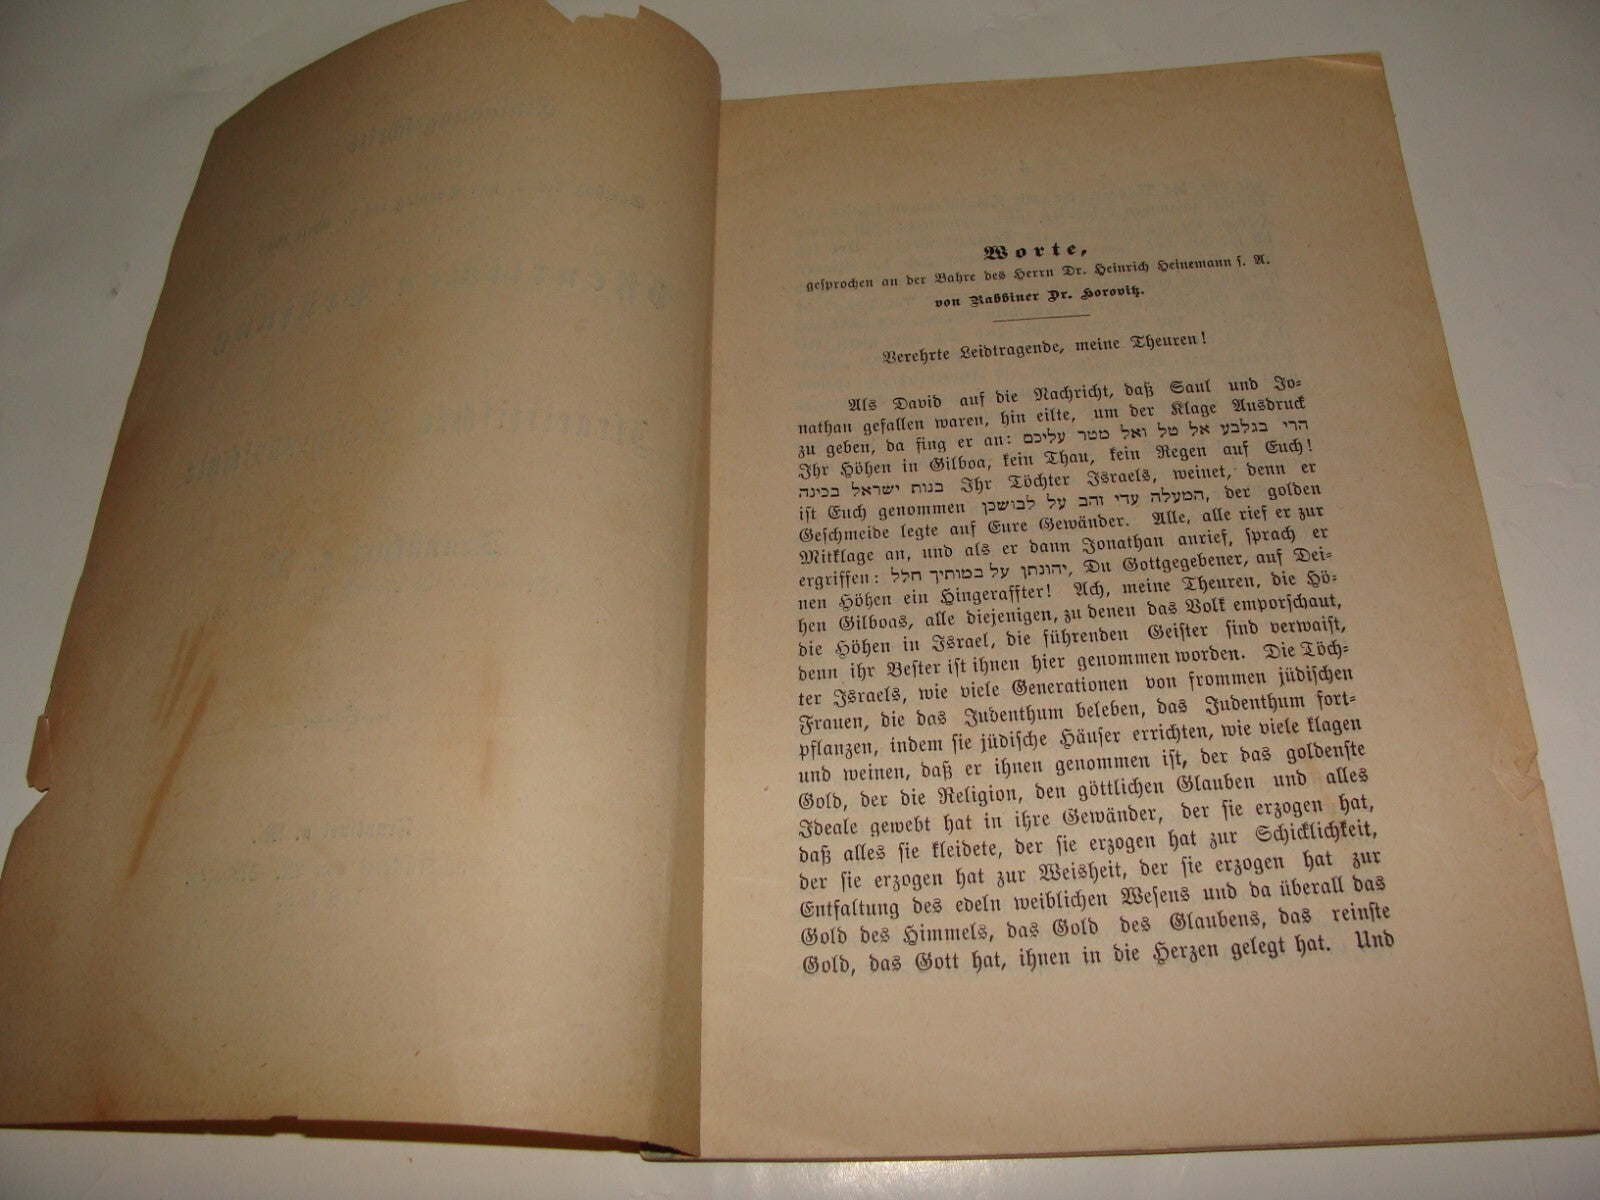 Worte,
gesprochen an der Bahre des Herrn Dr. Heinrich Heinemann s. A.
von Rabbiner Dr. Horovitz.
Verehrte Leidtragende, meine Theuren!
Als David auf die Nachricht, daß Saul und Jo-
nathan gefallen waren, hin eilte, um der Klage Ausdruck
zu geben, da fing er an: הרי בגלבע אל טל ואל מטר עליכם
Ihr Höhen in Gilboa, kein Thau, kein Regen auf Euch!
בנות ישראל בכינה Ihr Töchter Israels, weinet, denn er
ist Euch genommen המעלה עדי זהב על לבושכן, der golden
Geschmeide legte auf Eure Gewänder. Alle, alle rief er zur
Mitklage an, und als er dann Jonathan anrief, sprach er
ergriffen: יהונתן על במותיך חלל, Du Gottgegebener, auf Dei-
nen Höhen ein Hingeraffter! Ach, meine Theuren, die Hö-
hen Gilboas, alle diejenigen, zu denen das Volk emporschaut,
die Höhen in Israel, die führenden Geister sind verwaist,
denn ihr Bester ist ihnen hier genommen worden. Die Töch-
ter Israels, wie viele Generationen von frommen jüdischen
Frauen, die das Judenthum beleben, das Judenthum fort-
pflanzen, indem sie jüdische Häuser errichten, wie viele klagen
und weinen, daß er ihnen genommen ist, der das goldenste
Gold, der die Religion, den göttlichen Glauben und alles
Ideale gewebt hat in ihre Gewänder, der sie erzogen hat,
daß alles sie kleidete, der sie erzogen hat zur Schicklichkeit,
der sie erzogen hat zur Weisheit, der sie erzogen hat zur
Entfaltung des edeln weiblichen Wesens und da überall das
Gold des Himmels, das Gold des Glaubens, das reinste
Gold, das Gott hat, ihnen in die Herzen gelegt hat. Und